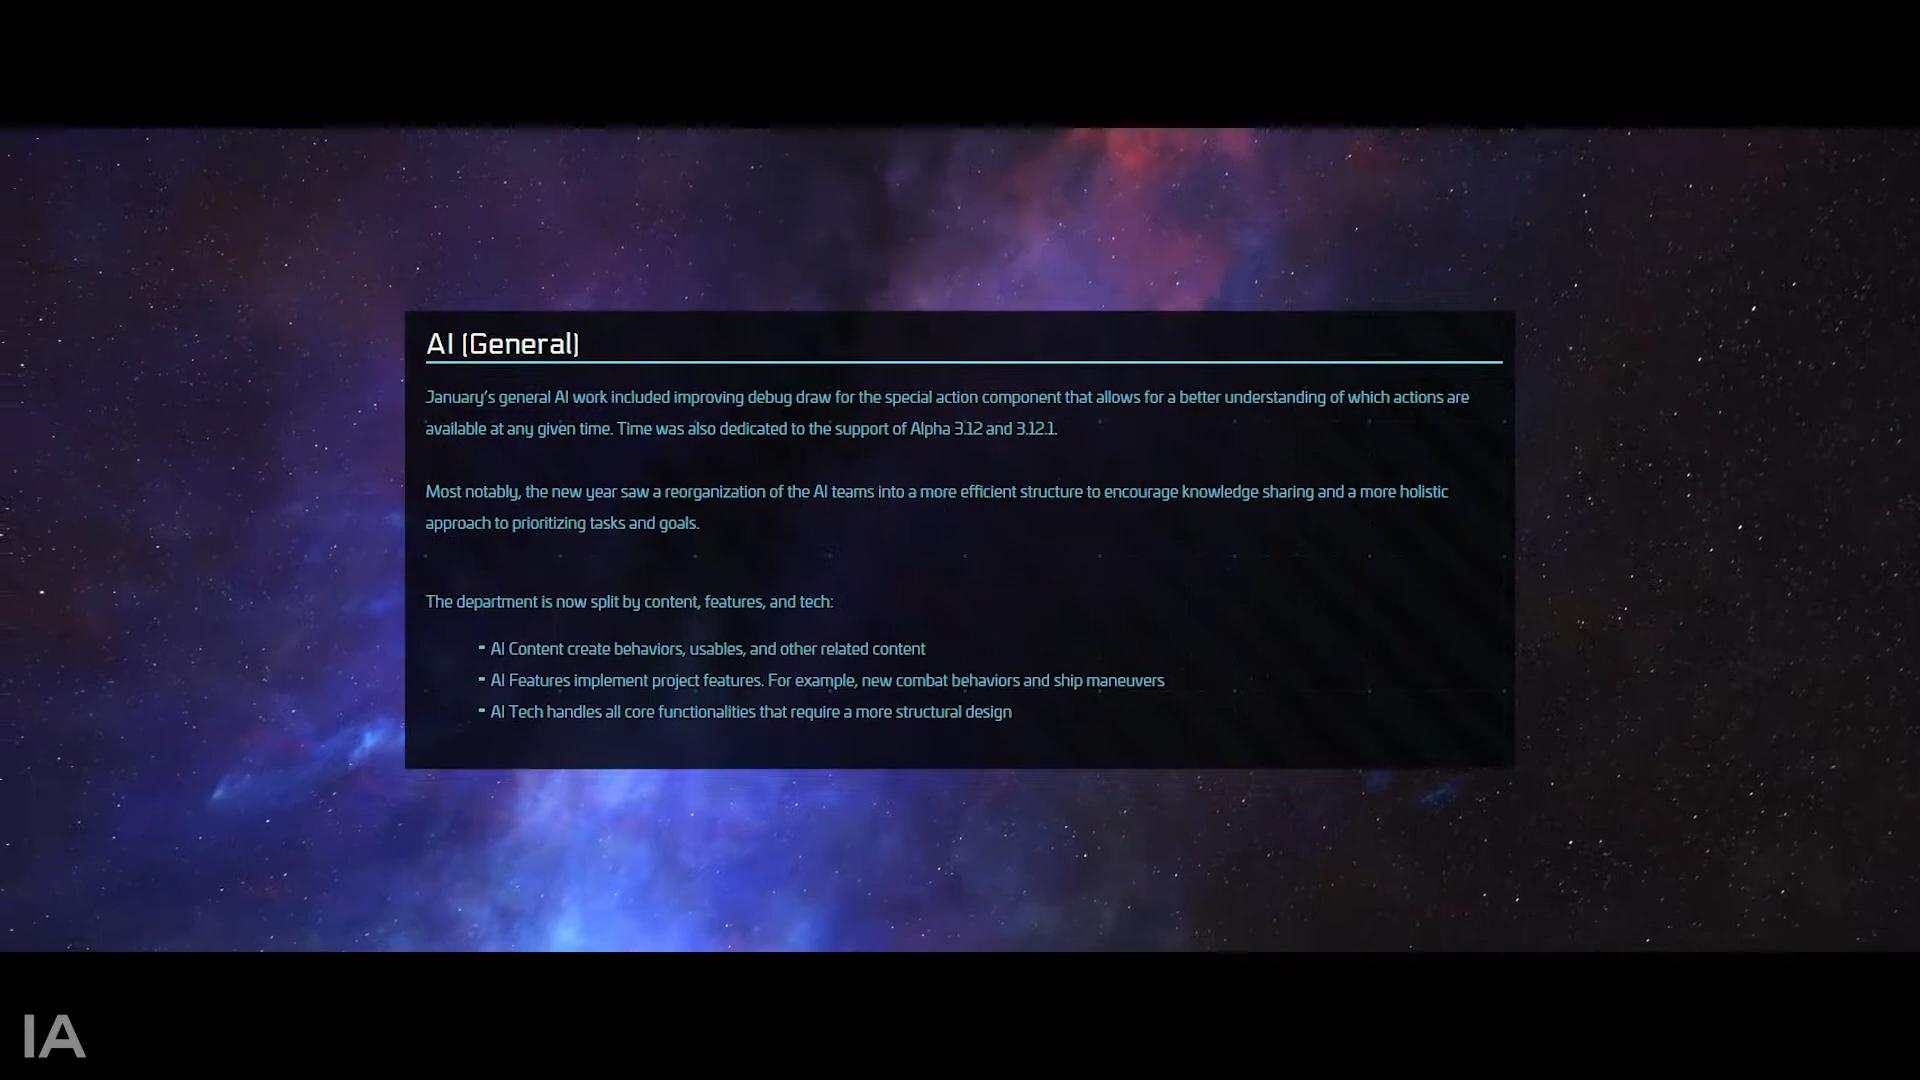 AI (General)
January's general AI work included improving debug draw for the special action component that allows for a better understanding of which actions are
available at any given time. Time was also dedicated to the support of Alpha 3.12 and 3.12.1.
Most notably, the new year saw a reorganization of the AI teams into a more efficient structure to encourage knowledge sharing and a more holistic
approach to prioritizing tasks and goals.
The department is now split by content, features, and tech:
- AI Content create behaviors, usables, and other related content
- AI Features implement project features. For example, new combat behaviors and ship maneuvers
- AI Tech handles all core functionalities that require a more structural design
IA